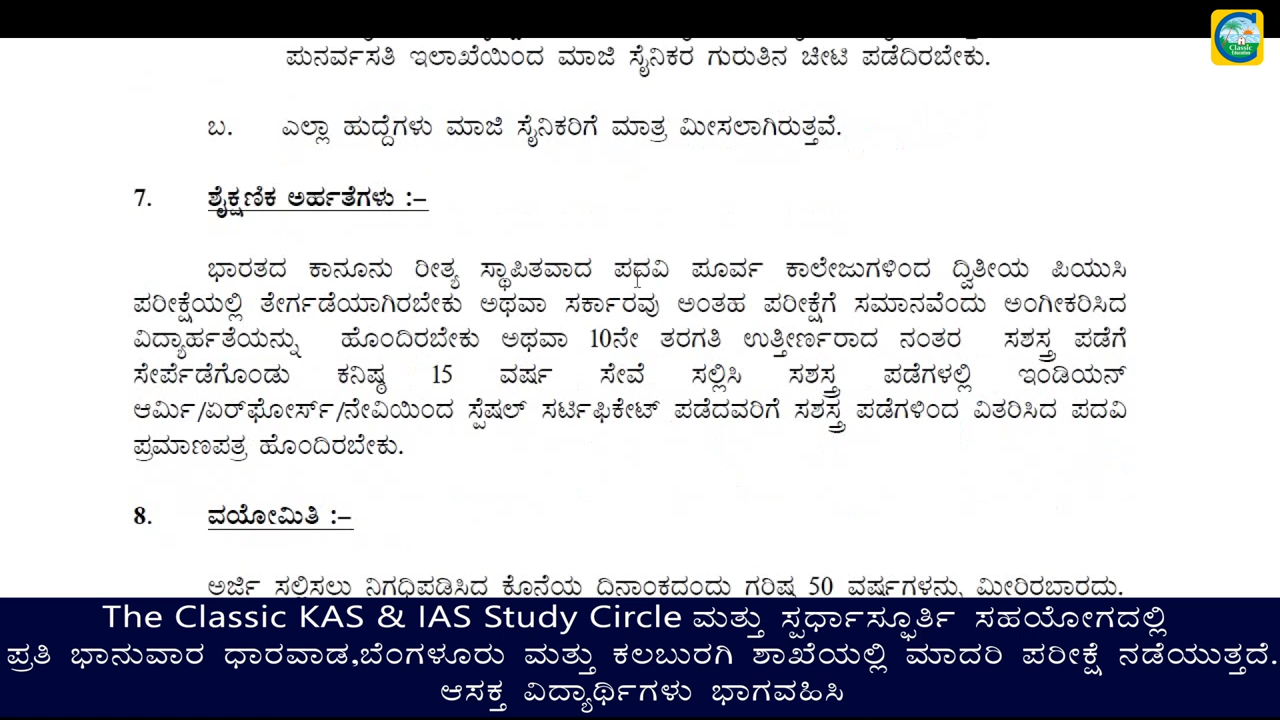 ಪುನರ್ವಸತಿ ಇಲಾಖೆಯಿಂದ ಮಾಜಿ ಸೈನಿಕರ ಗುರುತಿನ ಚೀಟಿ ಪಡೆದಿರಬೇಕು.
ಬ. ಎಲ್ಲಾ ಹುದ್ದೆಗಳು ಮಾಜಿ ಸೈನಿಕರಿಗೆ ಮಾತ್ರ ಮೀಸಲಾಗಿರುತ್ತವೆ.
7. ಶೈಕ್ಷಣಿಕ ಅರ್ಹತೆಗಳು :–
ಭಾರತದ ಕಾನೂನು ರೀತ್ಯ ಸ್ಥಾಪಿತವಾದ ಪದವಿ ಪೂರ್ವ ಕಾಲೇಜುಗಳಿಂದ ದ್ವಿತೀಯ ಪಿಯುಸಿ
ಪರೀಕ್ಷೆಯಲ್ಲಿ ತೇರ್ಗಡೆಯಾಗಿರಬೇಕು ಅಥವಾ ಸರ್ಕಾರವು ಅಂತಹ ಪರೀಕ್ಷೆಗೆ ಸಮಾನವೆಂದು ಅಂಗೀಕರಿಸಿದ
ವಿದ್ಯಾರ್ಹತೆಯನ್ನು ಹೊಂದಿರಬೇಕು ಅಥವಾ 10ನೇ ತರಗತಿ ಉತ್ತೀರ್ಣರಾದ ನಂತರ ಸಶಸ್ತ್ರ ಪಡೆಗೆ
ಸೇರ್ಪೆಡೆಗೊಂಡು ಕನಿಷ್ಠ 15 ವರ್ಷ ಸೇವೆ ಸಲ್ಲಿಸಿ ಸಶಸ್ತ್ರ ಪಡೆಗಳಲ್ಲಿ ಇಂಡಿಯನ್
ಆರ್ಮಿ/ಏರ್‌ಫೋರ್ಸ್/ನೇವಿಯಿಂದ ಸ್ಪೆಷಲ್ ಸರ್ಟಿಫಿಕೇಟ್ ಪಡೆದವರಿಗೆ ಸಶಸ್ತ್ರ ಪಡೆಗಳಿಂದ ವಿತರಿಸಿದ ಪದವಿ
ಪ್ರಮಾಣಪತ್ರ ಹೊಂದಿರಬೇಕು.
8. ವಯೋಮಿತಿ :–
ಅರ್ಜಿ ಸಲ್ಲಿಸಲು ನಿಗಧಿಪಡಿಸಿದ ಕೊನೆಯ ದಿನಾಂಕದಂದು ಗರಿಷ್ಠ 50 ವರ್ಷಗಳನ್ನು ಮೀರಿರಬಾರದು.
The Classic KAS & IAS Study Circle ಮತ್ತು ಸ್ಪರ್ಧಾಸ್ಫೂರ್ತಿ ಸಹಯೋಗದಲ್ಲಿ
ಪ್ರತಿ ಭಾನುವಾರ ಧಾರವಾಡ,ಬೆಂಗಳೂರು ಮತ್ತು ಕಲಬುರಗಿ ಶಾಖೆಯಲ್ಲಿ ಮಾದರಿ ಪರೀಕ್ಷೆ ನಡೆಯುತ್ತದೆ.
ಆಸಕ್ತ ವಿದ್ಯಾರ್ಥಿಗಳು ಭಾಗವಹಿಸಿ
Classic
Education